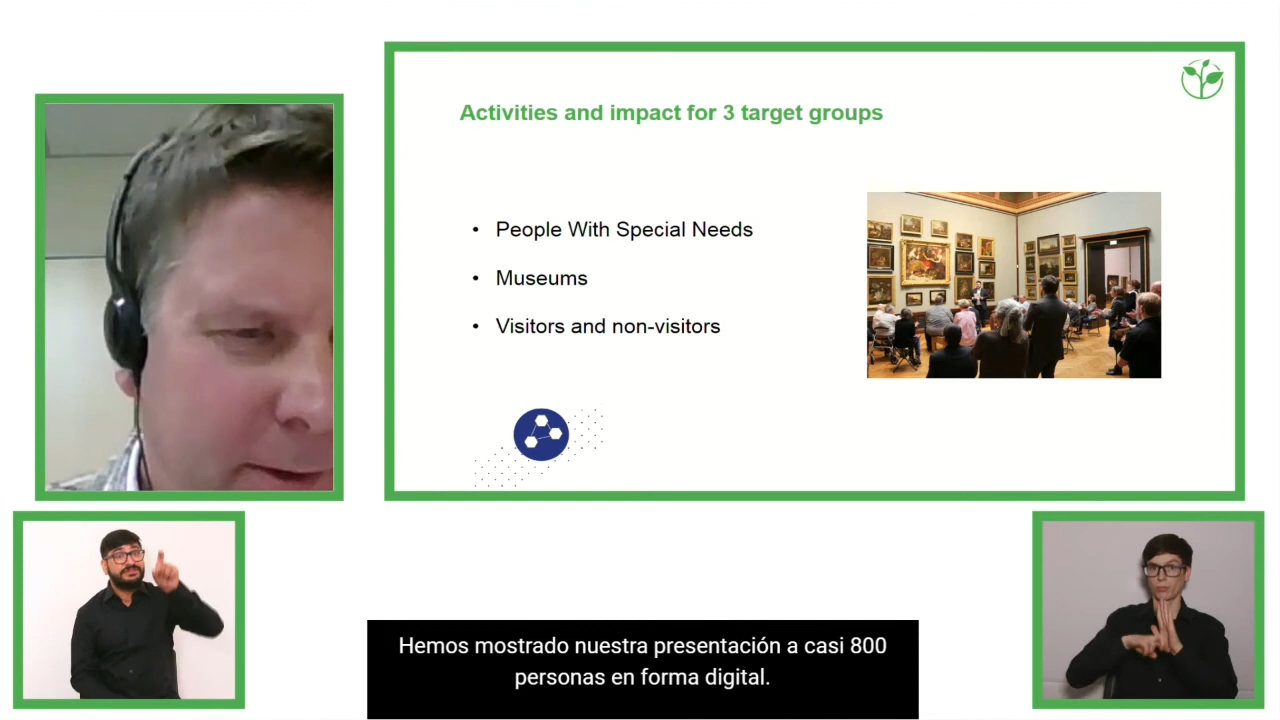 Activities and impact for 3 target groups
• People With Special Needs
• Museums
• Visitors and non-visitors
Hemos mostrado nuestra presentación a casi 800
personas en forma digital.